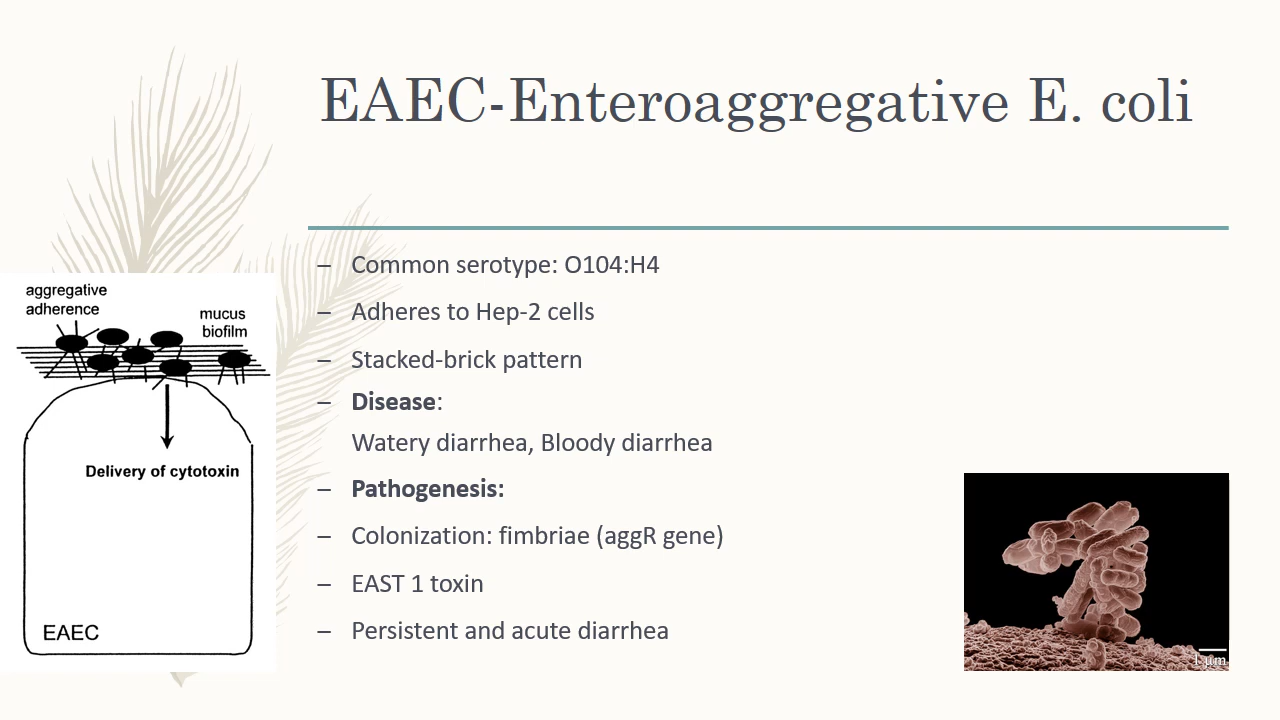 EAEC-Enteroaggregative E. coli
aggregative
adherence
mucus
biofilm
Delivery of cytotoxin
EAEC
– Common serotype: O104:H4
– Adheres to Hep-2 cells
– Stacked-brick pattern
– Disease:
Watery diarrhea, Bloody diarrhea
– Pathogenesis:
– Colonization: fimbriae (aggR gene)
– EAST 1 toxin
– Persistent and acute diarrhea
1 µm